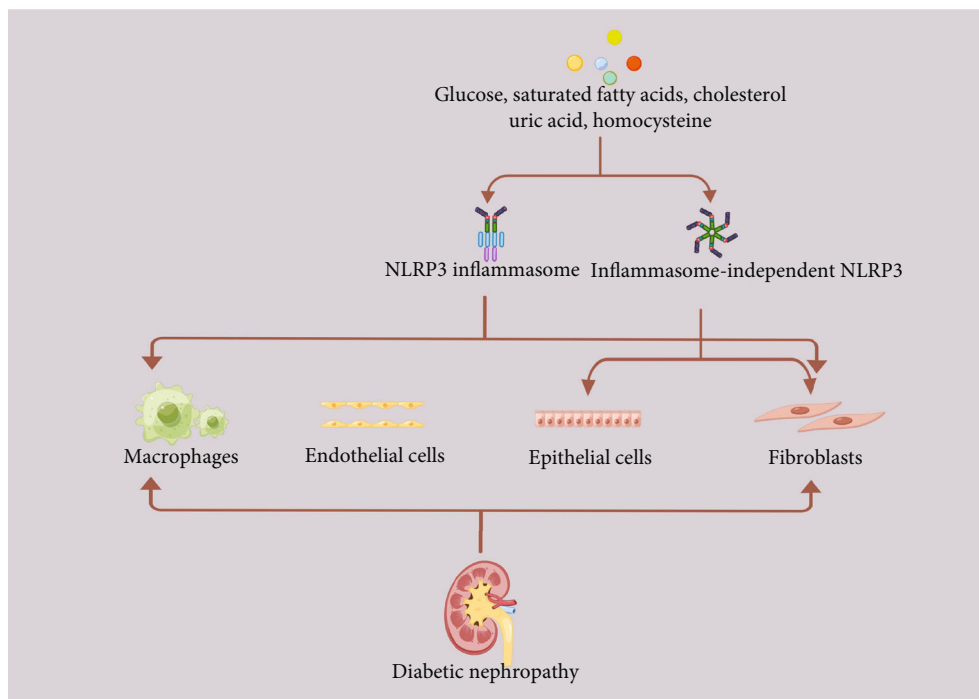 Glucose, saturated fatty acids, cholesterol
uric acid, homocysteine
NLRP3 inflammasome
Inflammasome-independent NLRP3
Macrophages
Endothelial cells
Epithelial cells
Fibroblasts
Diabetic nephropathy